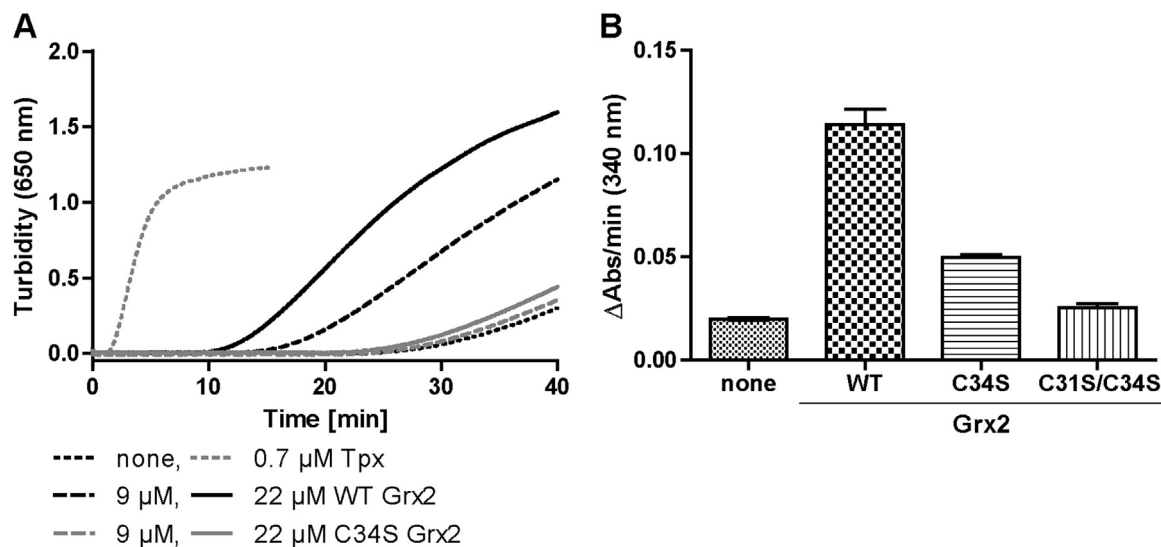 A
Turbidity (650 nm)
2.0
1.5
1.0
0.5
0.0
0 10 20 30 40
Time [min]
none, 0.7 µM Tpx
9 µM, 22 µM WT Grx2
9 µM, 22 µM C34S Grx2
B
ΔAbs/min (340 nm)
0.15
0.10
0.05
0.00
none WT C34S C31S/C34S
Grx2